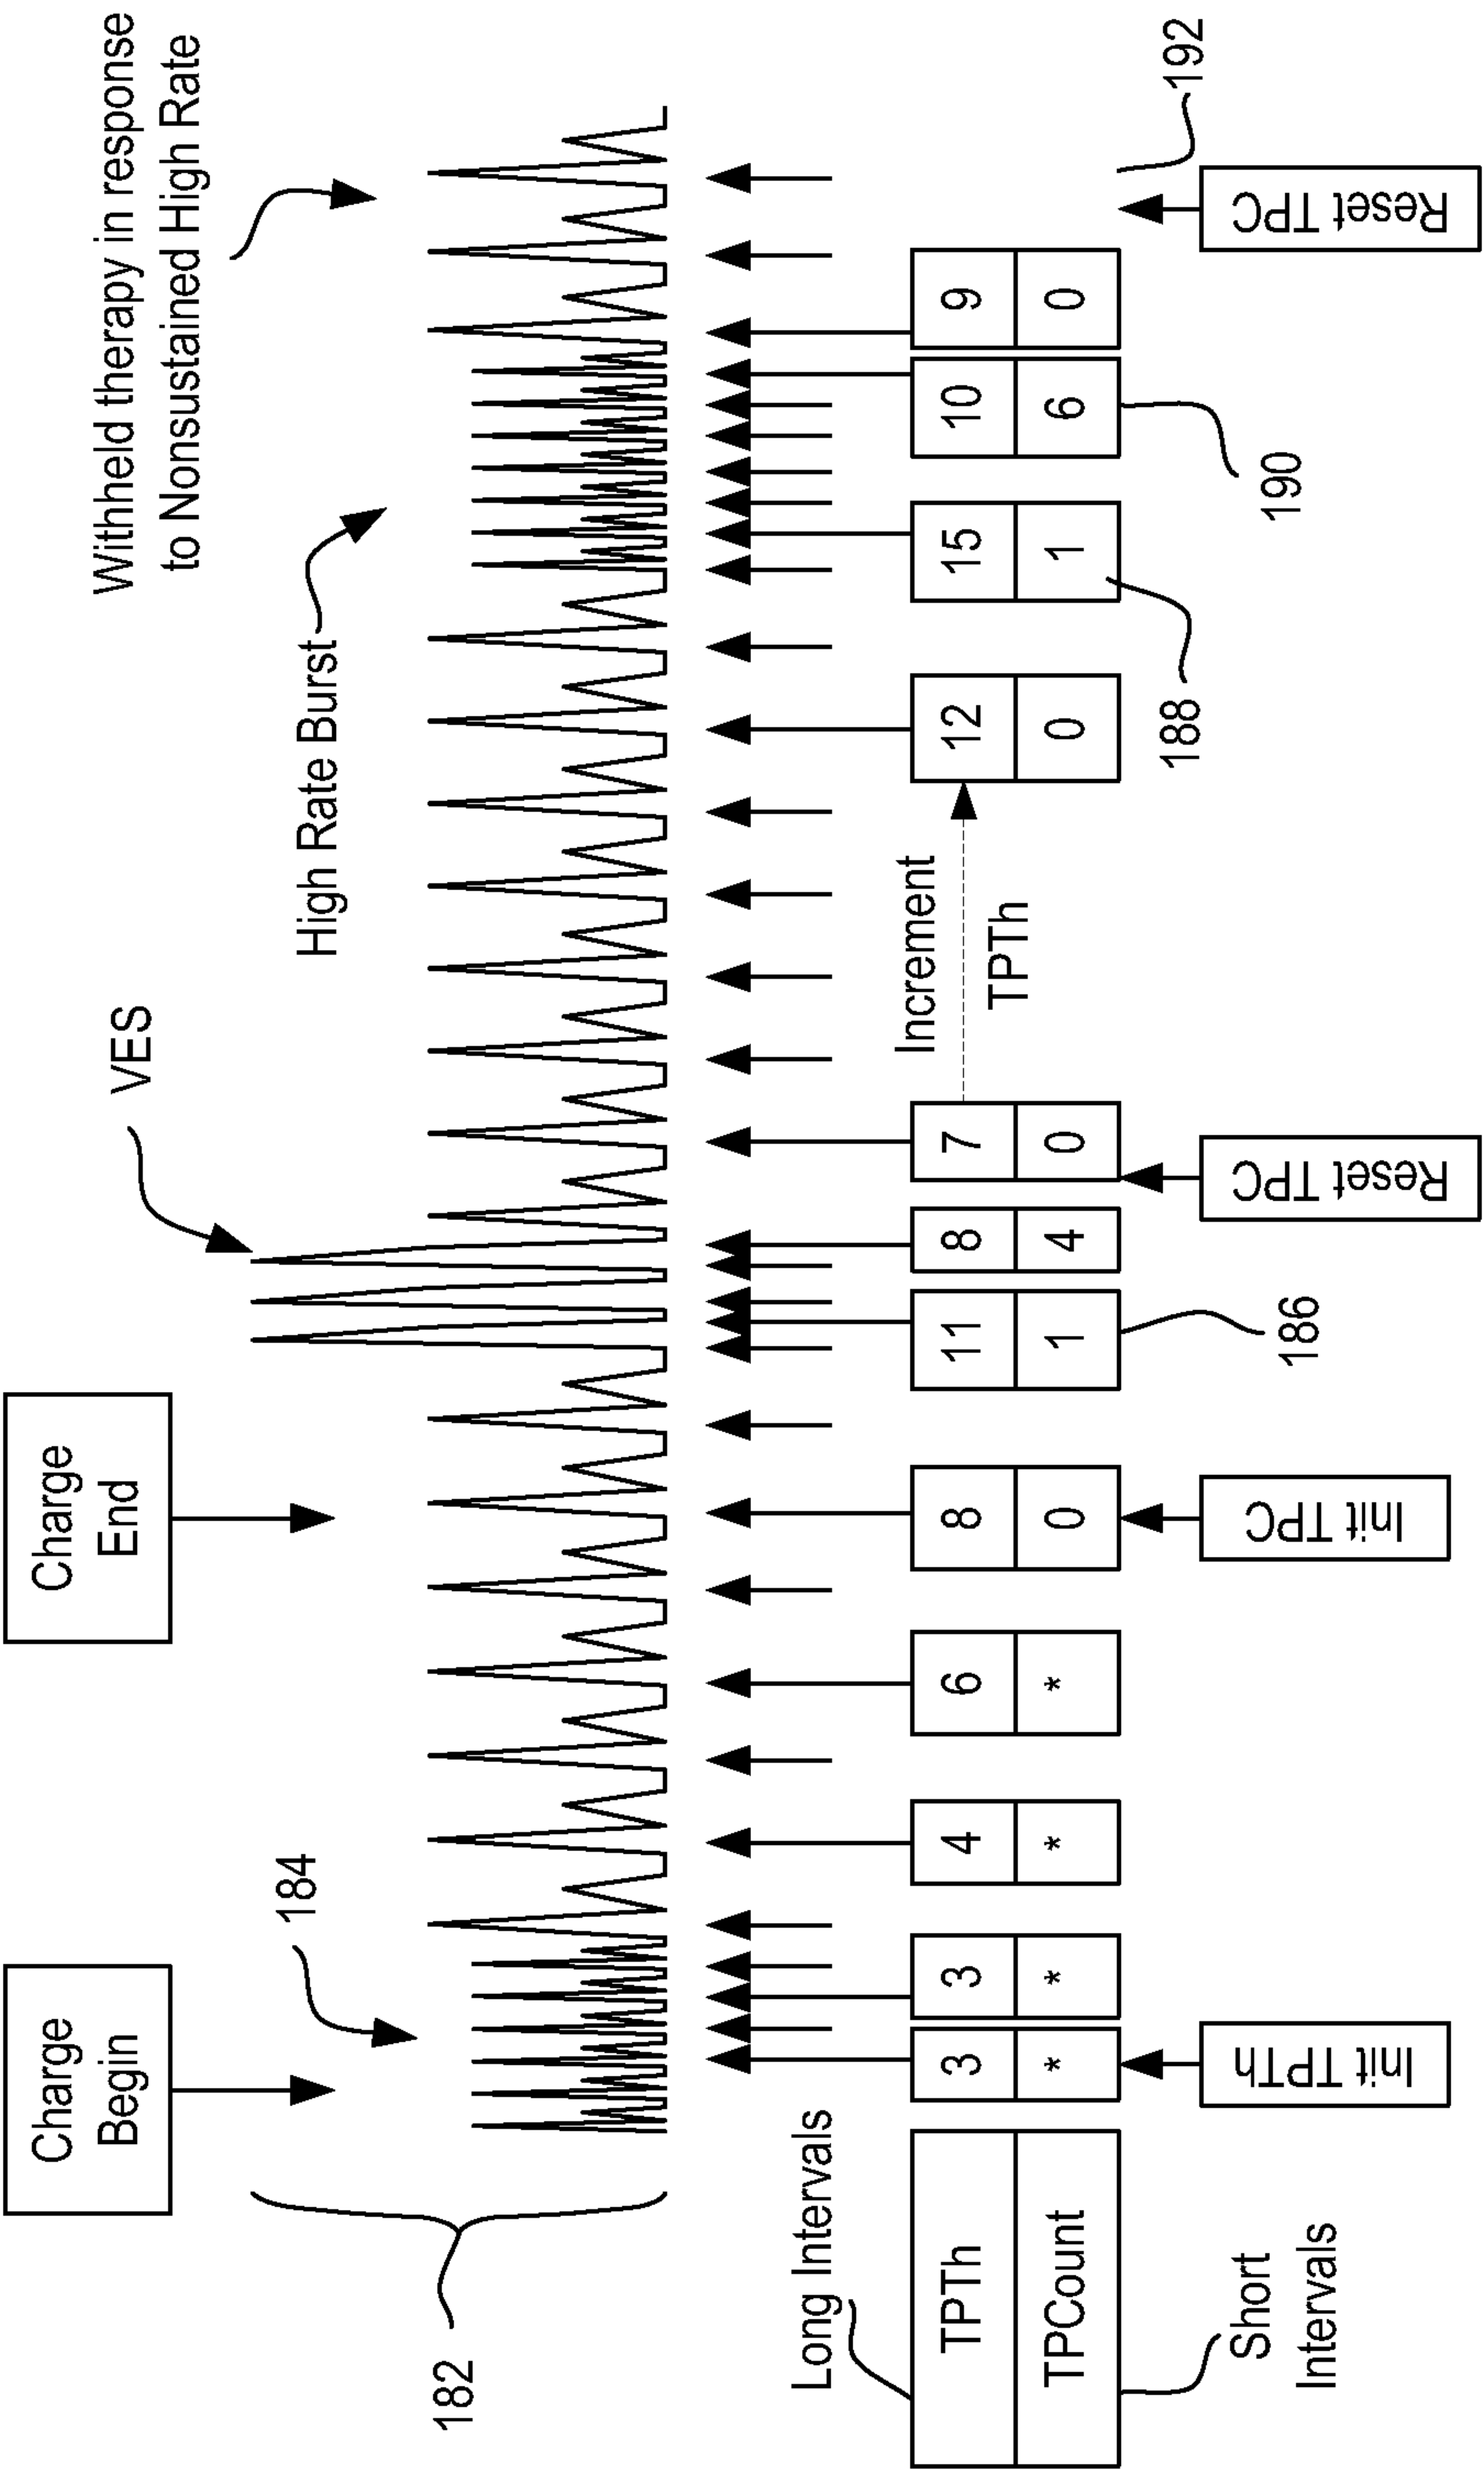 Charge
Begin
Charge
End
VES
Withheld therapy in response
to Nonsustained High Rate
High Rate Burst
184
182
Long Intervals
TPTh
TPCount
Short
Intervals
3
*
3
*
4
*
6
*
8
0
11
1
8
4
7
0
Increment
TPTh
12
0
15
1
10
6
9
0
186
188
190
192
Init TPTh
Init TPC
Reset TPC
Reset TPC